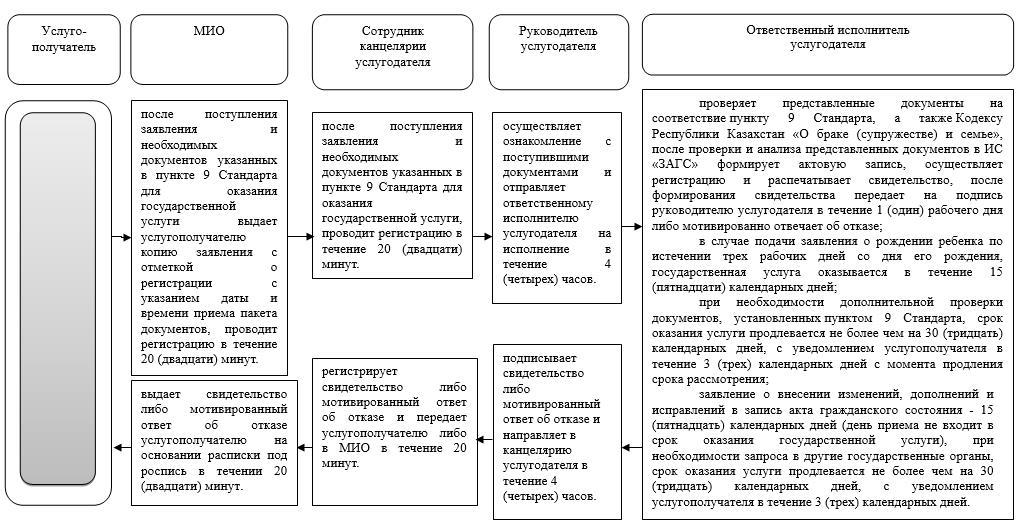 Услуго-
получатель
МИО
Сотрудник
канцелярии
услугодателя
Руководитель
услугодателя
Ответственный исполнитель
услугодателя
после поступления
заявления и
необходимых
документов указанных
в пункте 9 Стандарта
для оказания
государственной
услуги выдает
услугополучателю
копию заявления с
отметкой о
регистрации с
указанием даты и
времени приема пакета
документов, проводит
регистрацию в течение
20 (двадцати) минут.
после поступления
заявления и
необходимых
документов указанных в
пункте 9 Стандарта для
оказания
государственной услуги,
проводит регистрацию в
течение 20 (двадцати)
минут.
осуществляет
ознакомление с
поступившими
документами и
отправляет
ответственному
исполнителю
услугодателя на
исполнение в
течение 4
(четырех) часов.
проверяет представленные документы на
соответствие пункту 9 Стандарта, а также Кодексу
Республики Казахстан «О браке (супружестве) и семье»,
после проверки и анализа представленных документов в ИС
«ЗАГС» формирует актовую запись, осуществляет
регистрацию и распечатывает свидетельство, после
формирования свидетельства передает на подпись
руководителю услугодателя в течение 1 (один) рабочего дня
либо мотивированно отвечает об отказе;
в случае подачи заявления о рождении ребенка по
истечении трех рабочих дней со дня его рождения,
государственная услуга оказывается в течение 15
(пятнадцати) календарных дней;
при необходимости дополнительной проверки
документов, установленных пунктом 9 Стандарта, срок
оказания услуги продлевается не более чем на 30 (тридцать)
календарных дней, с уведомлением услугополучателя в
течение 3 (трех) календарных дней с момента продления
срока рассмотрения;
заявление о внесении изменений, дополнений и
исправлений в запись акта гражданского состояния - 15
(пятнадцать) календарных дней (день приема не входит в
срок оказания государственной услуги), при
необходимости запроса в другие государственные органы,
срок оказания услуги продлевается не более чем на 30
(тридцать) календарных дней, с уведомлением
услугополучателя в течение 3 (трех) календарных дней.
подписывает
свидетельство
либо
мотивированный
ответ об отказе и
направляет в
канцелярию
услугодателя в
течение 4
(четырех) часов.
регистрирует
свидетельство либо
мотивированный ответ
об отказе и передает
услугополучателю либо
в МИО в течение 20
минут.
выдает свидетельство
либо мотивированный
ответ об отказе
услугополучателю на
основании расписки под
роспись в течении 20
(двадцати) минут.